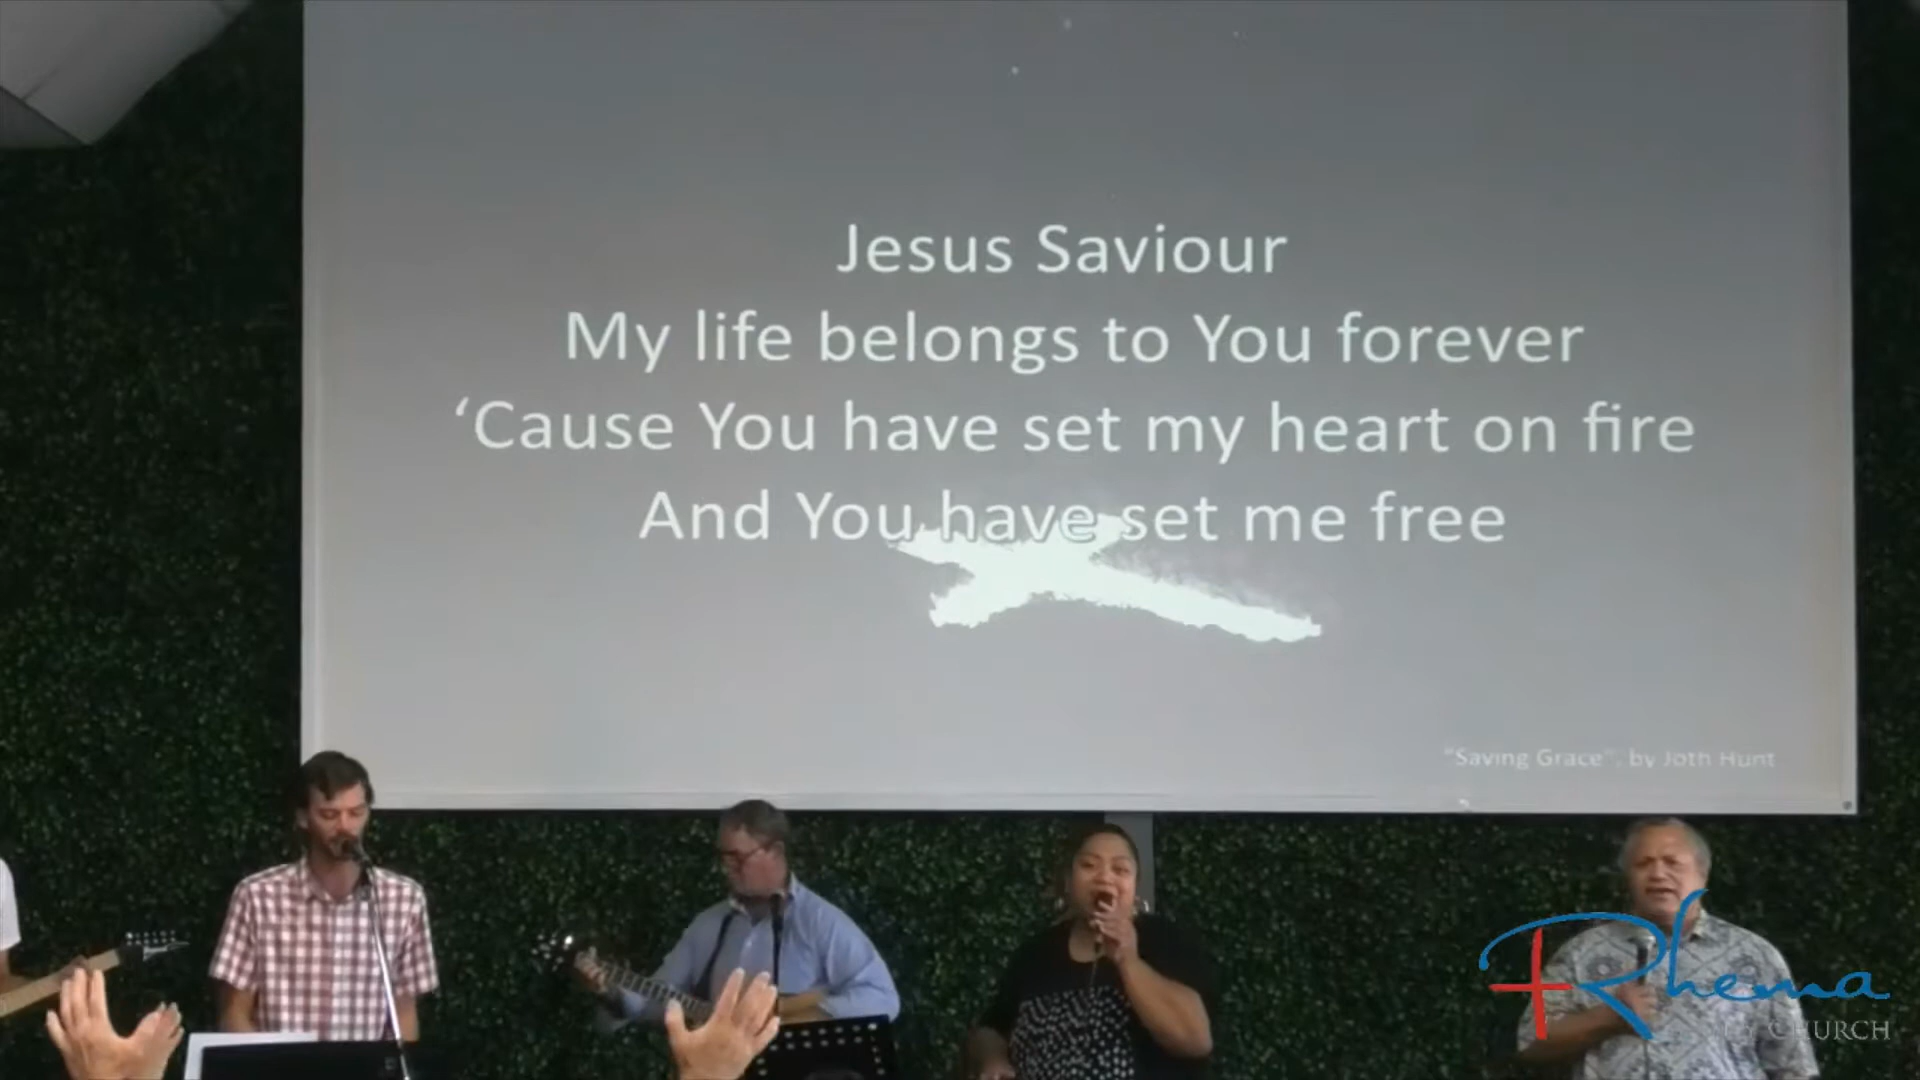 Jesus Saviour
My life belongs to You forever
‘Cause You have set my heart on fire
And You have set me free
"Saving Grace". by Joth Hunt
Rhema
CHURCH